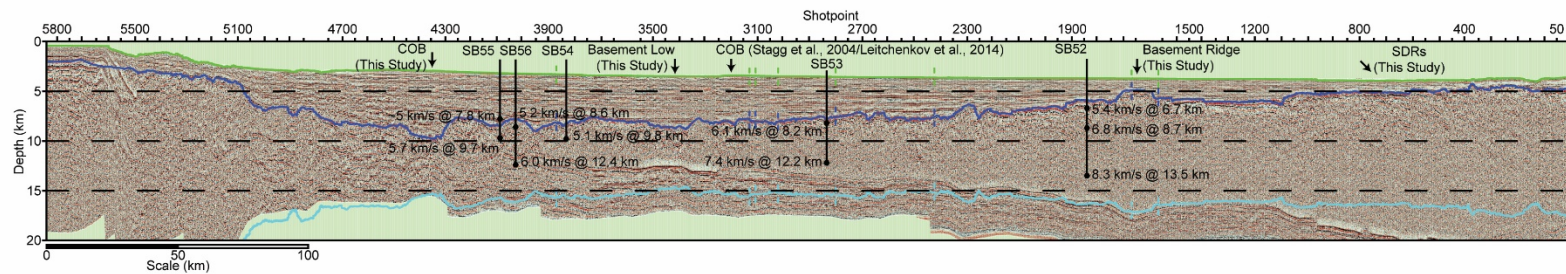 Shotpoint
5800 5500 5100 4700 4300 3900 3500 3100 2700 2300 1900 1500 1200 800 400 50
Depth (km)
0
5
10
15
20
COB
(This Study)
SB55
SB56
SB54
Basement Low
(This Study)
COB (Stagg et al., 2004/Leitchenkov et al., 2014)
SB53
SB52
Basement Ridge
(This Study)
SDRs
(This Study)
5 km/s @ 7.8 km
5.7 km/s @ 9.7 km
5.2 km/s @ 8.6 km
6.0 km/s @ 12.4 km
5.1 km/s @ 9.8 km
6.1 km/s @ 8.2 km
7.4 km/s @ 12.2 km
5.4 km/s @ 6.7 km
6.8 km/s @ 8.7 km
8.3 km/s @ 13.5 km
0 50 100
Scale (km)